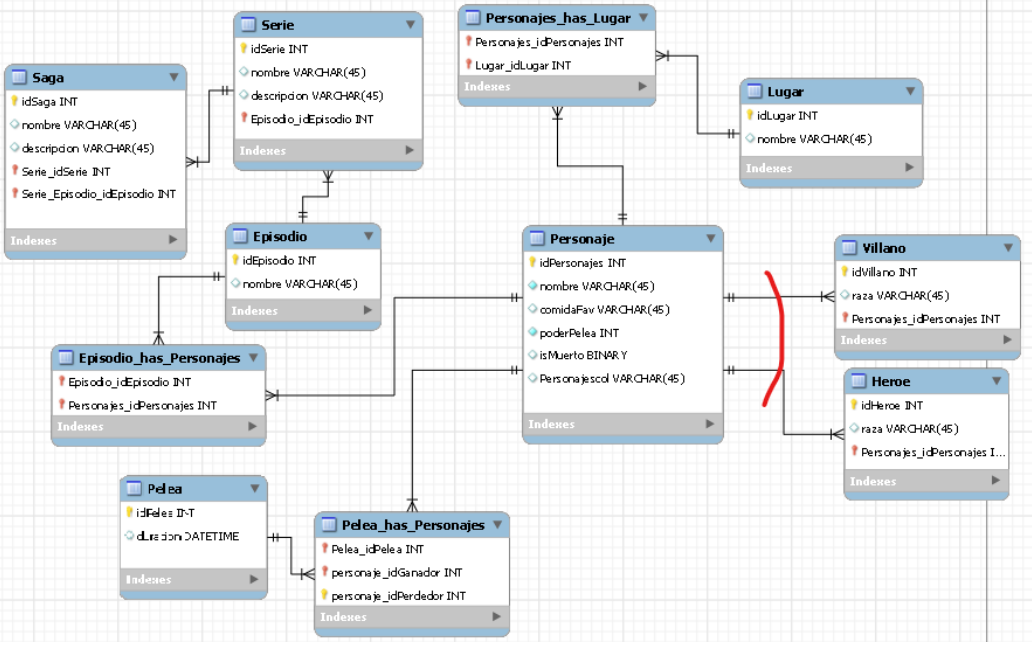 Saga
idSaga INT
nombre VARCHAR(45)
descripcion VARCHAR(45)
Serie_idSerie INT
Serie_Episodio_idEpisodio INT
Indexes
Serie
idSerie INT
nombre VARCHAR(45)
descripcion VARCHAR(45)
Episodio_idEpisodio INT
Indexes
Personajes_has_Lugar
Personajes_idPersonajes INT
Lugar_idLugar INT
Indexes
Lugar
idLugar INT
nombre VARCHAR(45)
Indexes
Episodio
idEpisodio INT
nombre VARCHAR(45)
Indexes
Personaje
idPersonajes INT
nombre VARCHAR(45)
comidaFav VARCHAR(45)
poderPelea INT
isMuerto BINARY
Personajescol VARCHAR(45)
Indexes
Villano
idVillano INT
raza VARCHAR(45)
Personajes_idPersonajes INT
Indexes
Episodio_has_Personajes
Episodio_idEpisodio INT
Personajes_idPersonajes INT
Indexes
Heroe
idHeroe INT
raza VARCHAR(45)
Personajes_idPersonajes I...
Indexes
Pelea
idPelea INT
duracion DATETIME
Indexes
Pelea_has_Personajes
Pelea_idPelea INT
personaje_idGanador INT
personaje_idPerdedor INT
Indexes